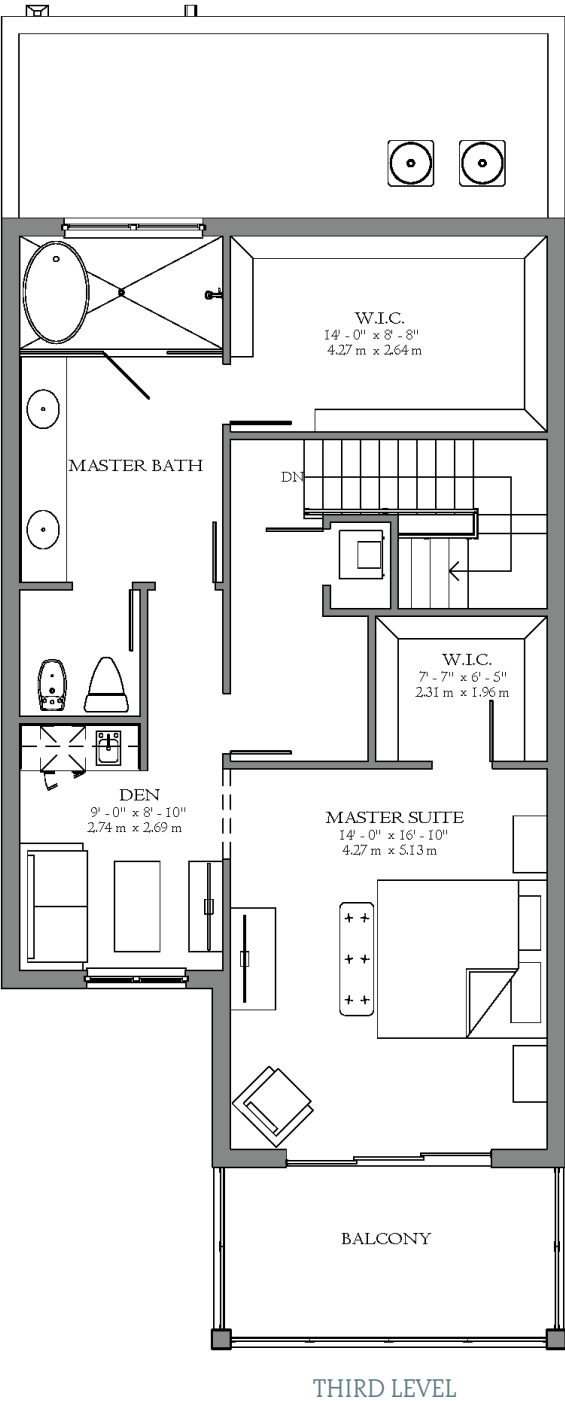 W.I.C.
14' - 0" x 8' - 8"
4.27 m x 2.64 m
MASTER BATH
DN
W.I.C.
7' - 7" x 6' - 5"
2.31 m x 1.96 m
DEN
9' - 0" x 8' - 10"
2.74 m x 2.69 m
MASTER SUITE
14' - 0" x 16' - 10"
4.27 m x 5.13 m
BALCONY
THIRD LEVEL